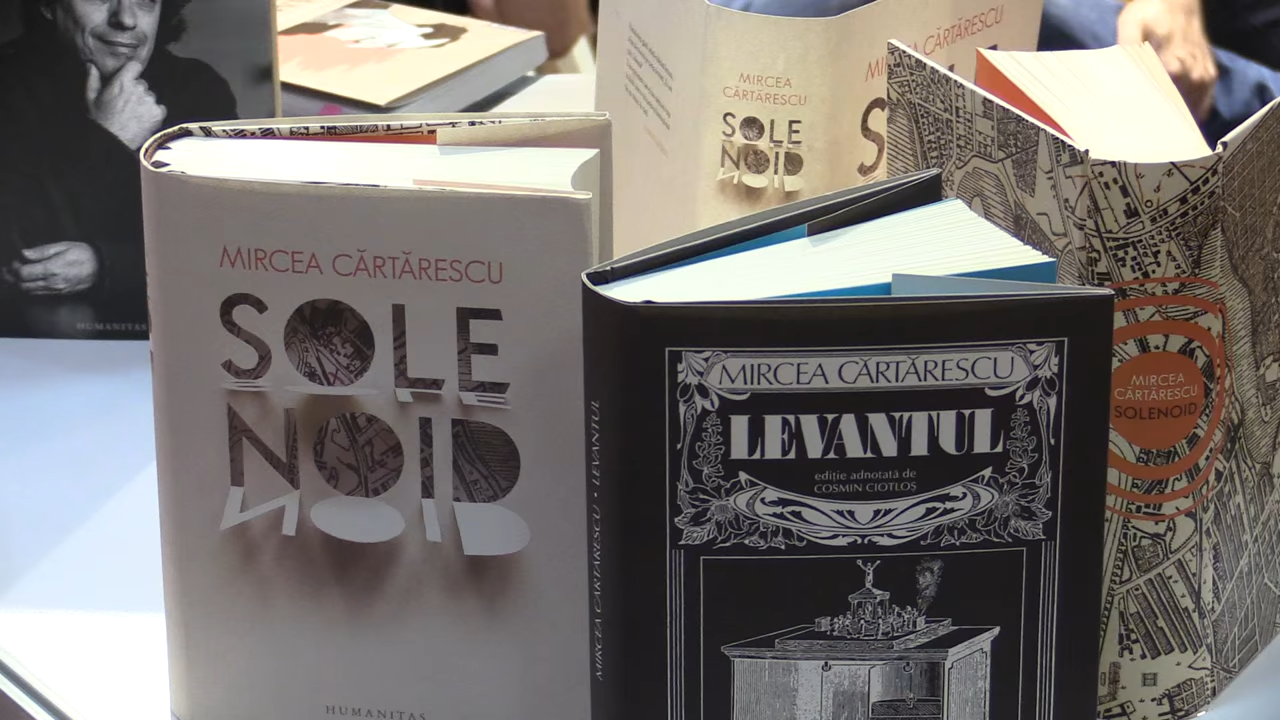 HUMANITAS
MIRCEA CĂRTĂRESCU
SOLE
NOID
HUMANITAS
MIRCEA
CĂRTĂRESCU
SOLE
NOID
CĂRTĂRESCU
MIRCEA CĂRTĂRESCU • LEVANTUL
MIRCEA CĂRTĂRESCU
LEVANTUL
ediție adnotată de
COSMIN CIOTLOȘ
MIRCEA
CĂRTĂRESCU
SOLENOID